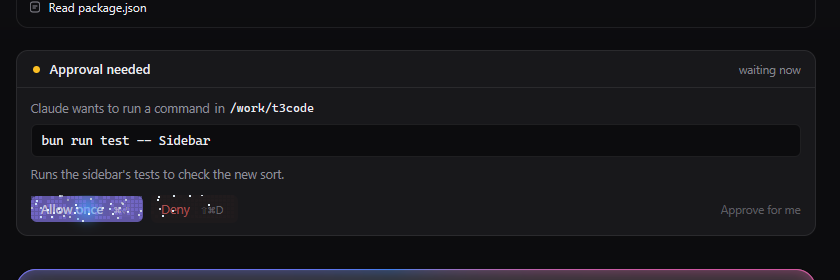 Read package.json
Approval needed
waiting now
Claude wants to run a command in /work/t3code
bun run test -- Sidebar
Runs the sidebar's tests to check the new sort.
Allow once
Deny ⇧⌘D
Approve for me